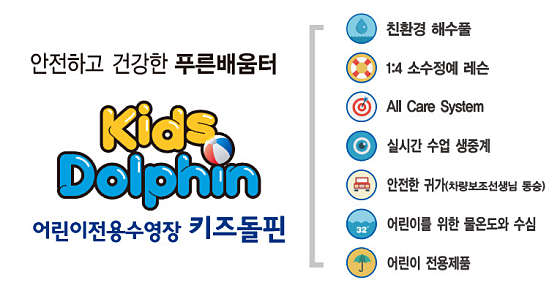 안전하고 건강한 푸른배움터
Kids
Dolphin
어린이전용수영장 키즈돌핀
친환경 해수풀
1:4 소수정예 레슨
All Care System
실시간 수업 생중계
안전한 귀가(차량보조선생님 동승)
32°
어린이를 위한 물온도와 수심
어린이 전용제품